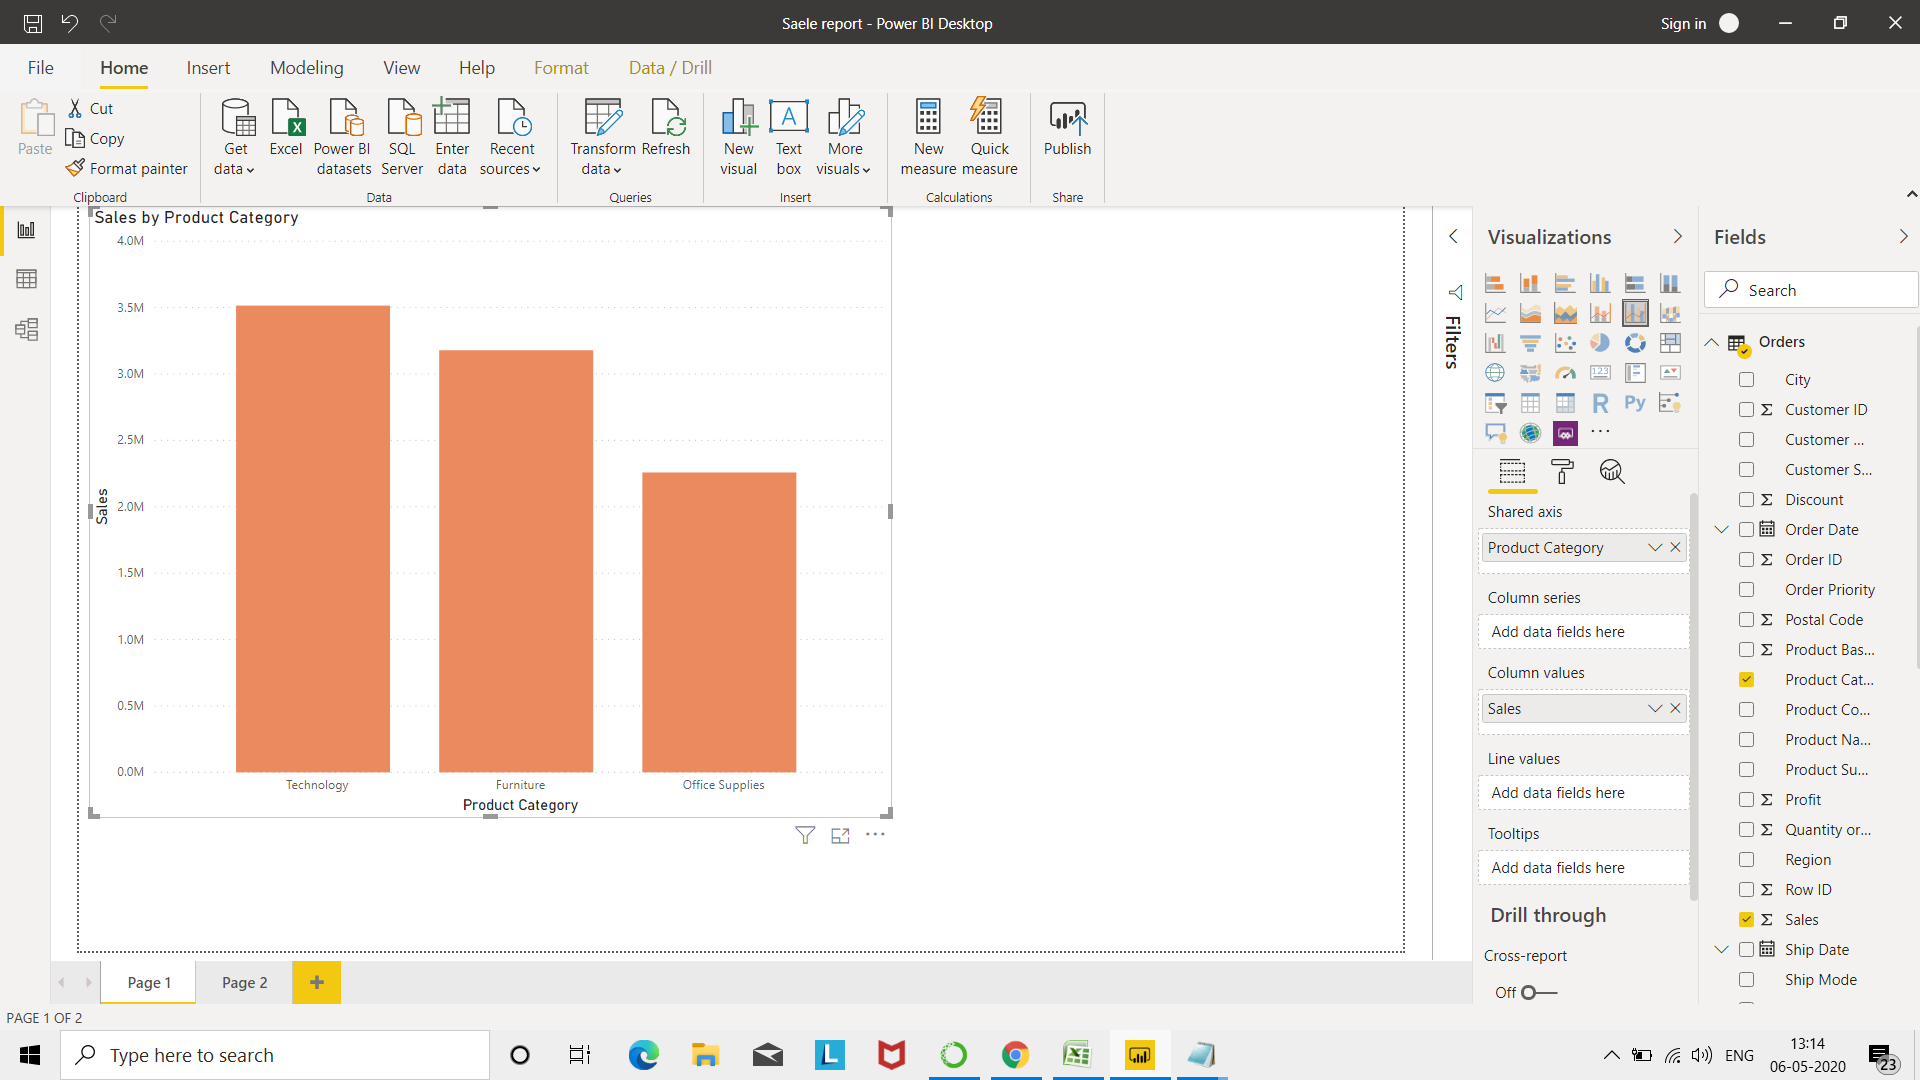 Saele report - Power BI Desktop
Sign in
File Home Insert Modeling View Help Format Data / Drill
Paste
Cut
Copy
Format painter
Clipboard
Get data
Excel
Power BI datasets
SQL Server
Enter data
Recent sources
Data
Transform data
Refresh
Queries
New visual
Text box
More visuals
Insert
New measure
Quick measure
Calculations
Publish
Share
Sales by Product Category
4.0M
3.5M
3.0M
2.5M
2.0M
1.5M
1.0M
0.5M
0.0M
Sales
Technology Furniture Office Supplies
Product Category
Filters
Visualizations
123
R Py
Shared axis
Product Category
Column series
Add data fields here
Column values
Sales
Line values
Add data fields here
Tooltips
Add data fields here
Drill through
Cross-report
Off
Fields
Search
Orders
City
Σ Customer ID
Customer ...
Customer S...
Σ Discount
Order Date
Σ Order ID
Order Priority
Σ Postal Code
Σ Product Bas...
Product Cat...
Product Co...
Product Na...
Product Su...
Σ Profit
Σ Quantity or...
Region
Σ Row ID
Σ Sales
Ship Date
Ship Mode
Page 1 Page 2 +
PAGE 1 OF 2
Type here to search
L
ENG
13:14
06-05-2020
23